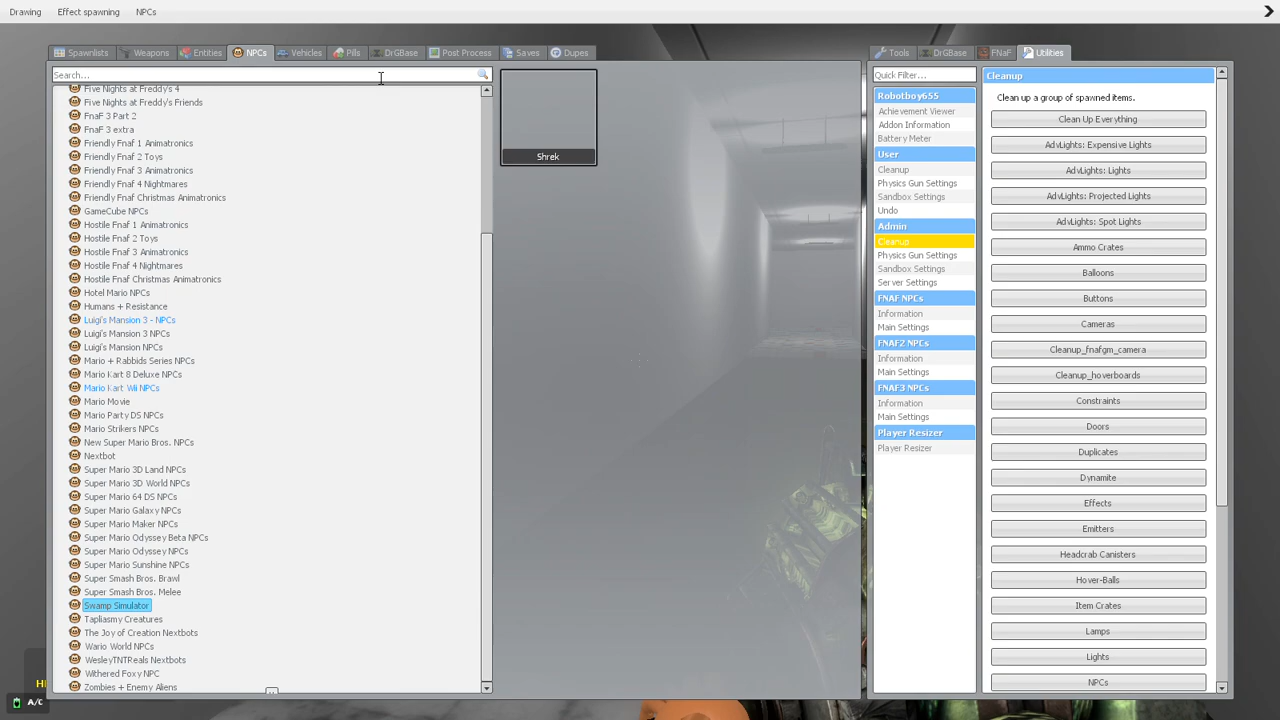 Drawing Effect spawning NPCs
Spawnlists Weapons Entities NPCs Vehicles Pills DrGBase Post Process Saves Dupes
Search...
Five Nights at Freddy's 4
Five Nights at Freddy's Friends
FnaF 3 Part 2
FnaF 3 extra
Friendly Fnaf 1 Animatronics
Friendly Fnaf 2 Toys
Friendly Fnaf 3 Animatronics
Friendly Fnaf 4 Nightmares
Friendly Fnaf Christmas Animatronics
GameCube NPCs
Hostile Fnaf 1 Animatronics
Hostile Fnaf 2 Toys
Hostile Fnaf 3 Animatronics
Hostile Fnaf 4 Nightmares
Hostile Fnaf Christmas Animatronics
Hotel Mario NPCs
Humans + Resistance
Luigi's Mansion 3 - NPCs
Luigi's Mansion 3 NPCs
Luigi's Mansion NPCs
Mario + Rabbids Series NPCs
Mario Kart 8 Deluxe NPCs
Mario Kart Wii NPCs
Mario Movie
Mario Party DS NPCs
Mario Strikers NPCs
New Super Mario Bros. NPCs
Nextbot
Super Mario 3D Land NPCs
Super Mario 3D World NPCs
Super Mario 64 DS NPCs
Super Mario Galaxy NPCs
Super Mario Maker NPCs
Super Mario Odyssey Beta NPCs
Super Mario Odyssey NPCs
Super Mario Sunshine NPCs
Super Smash Bros. Brawl
Super Smash Bros. Melee
Swamp Simulator
Tapliasmy Creatures
The Joy of Creation Nextbots
Wario World NPCs
WesleyTNTReals Nextbots
Withered Foxy NPC
Zombies + Enemy Aliens
Shrek
A/C
Tools DrGBase FNaF Utilities
Quick Filter...
Robotboy655
Achievement Viewer
Addon Information
Battery Meter
User
Cleanup
Physics Gun Settings
Sandbox Settings
Undo
Admin
Cleanup
Physics Gun Settings
Sandbox Settings
Server Settings
FNAF NPCs
Information
Main Settings
FNAF2 NPCs
Information
Main Settings
FNAF3 NPCs
Information
Main Settings
Player Resizer
Player Resizer
Cleanup
Clean up a group of spawned items.
Clean Up Everything
AdvLights: Expensive Lights
AdvLights: Lights
AdvLights: Projected Lights
AdvLights: Spot Lights
Ammo Crates
Balloons
Buttons
Cameras
Cleanup_fnafgm_camera
Cleanup_hoverboards
Constraints
Doors
Duplicates
Dynamite
Effects
Emitters
Headcrab Canisters
Hover-Balls
Item Crates
Lamps
Lights
NPCs